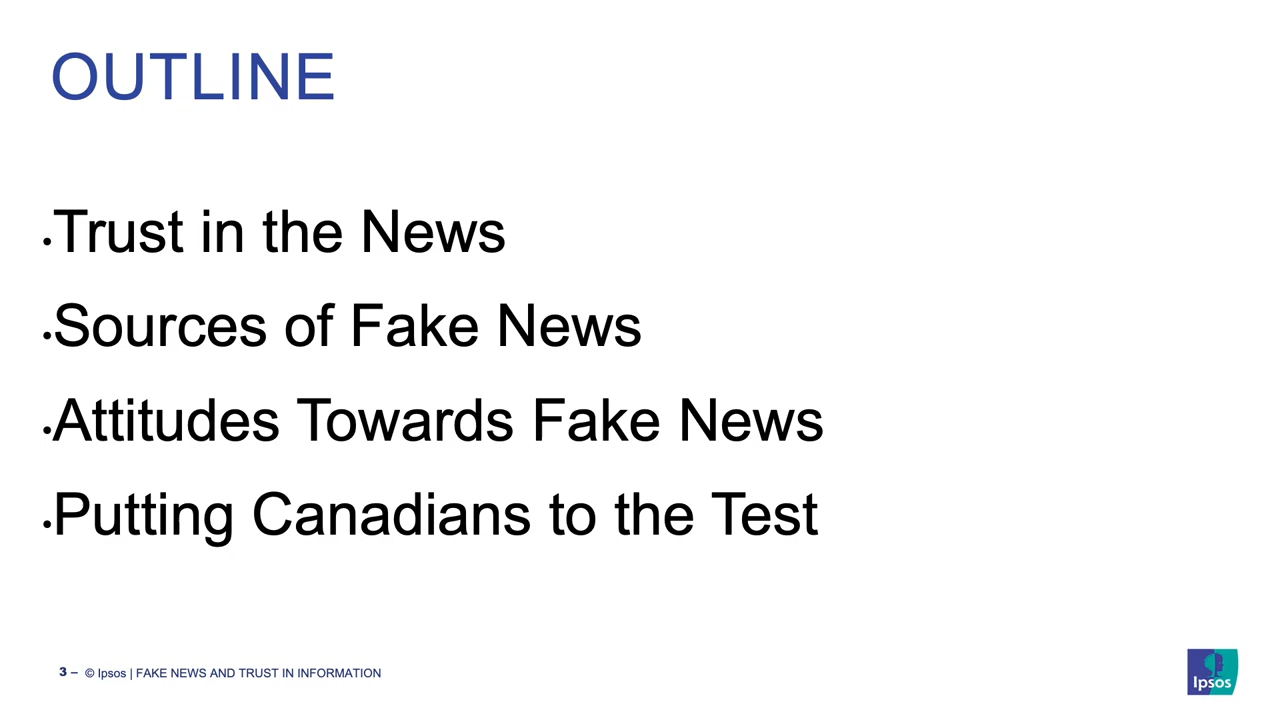 OUTLINE
•Trust in the News
•Sources of Fake News
•Attitudes Towards Fake News
•Putting Canadians to the Test
3 – © Ipsos | FAKE NEWS AND TRUST IN INFORMATION
Ipsos